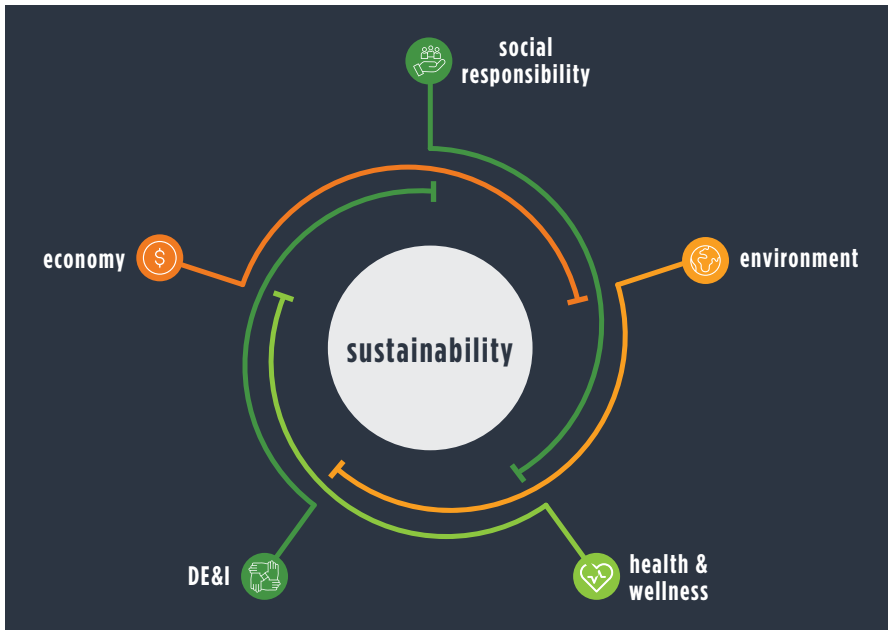 social
responsibility
economy
environment
sustainability
DE&I
health &
wellness